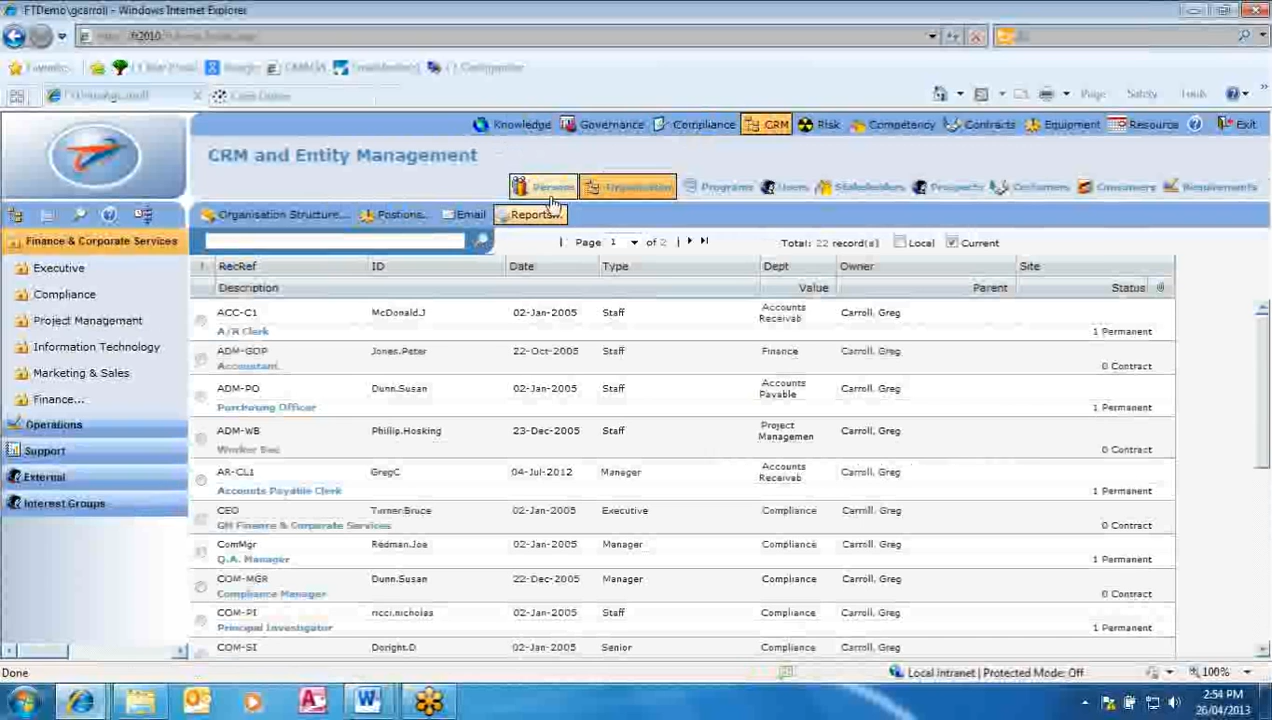 FTDemo\gcarroll - Windows Internet Explorer
ft2010
Favorites
Page Safety Tools
Knowledge Governance Compliance CRM Risk Competency Contracts Equipment Resource Exit
CRM and Entity Management
Persons Organisation Programs Users Stakeholders Prospects Customers Consumers Requirements
Organisation Structure... Postions... Email Reports...
Finance & Corporate Services
Page 1 of 2 Total: 22 record(s) Local Current
Executive
Compliance
Project Management
Information Technology
Marketing & Sales
Finance...
Operations
Support
External
Interest Groups
! RecRef ID Date Type Dept Owner Site
Description Value Parent Status
ACC-C1 McDonald.J 02-Jan-2005 Staff Accounts Receivab Carroll, Greg
A/R Clerk 1 Permanent
ADM-GOP Jones.Peter 22-Oct-2005 Staff Finance Carroll, Greg
Accountant 0 Contract
ADM-PO Dunn.Susan 02-Jan-2005 Staff Accounts Payable Carroll, Greg
Purchasing Officer 1 Permanent
ADM-WB Phillip.Hosking 23-Dec-2005 Staff Project Managemen Carroll, Greg
Worker Bee 0 Contract
AR-CL1 GregC 04-Jul-2012 Manager Accounts Receivab Carroll, Greg
Accounts Payable Clerk 1 Permanent
CEO Turner.Bruce 02-Jan-2005 Executive Compliance Carroll, Greg
GM Finance & Corporate Services 0 Contract
ComMgr Redman.Joe 02-Jan-2005 Manager Compliance Carroll, Greg
Q.A. Manager 1 Permanent
COM-MGR Dunn.Susan 22-Dec-2005 Manager Compliance Carroll, Greg
Compliance Manager 0 Contract
COM-PI ricci.nicholas 02-Jan-2005 Staff Compliance Carroll, Greg
Principal Investigator 1 Permanent
COM-SI Doright.D 02-Jan-2005 Senior Compliance Carroll, Greg
Done Local intranet | Protected Mode: Off 100%
2:54 PM
26/04/2013